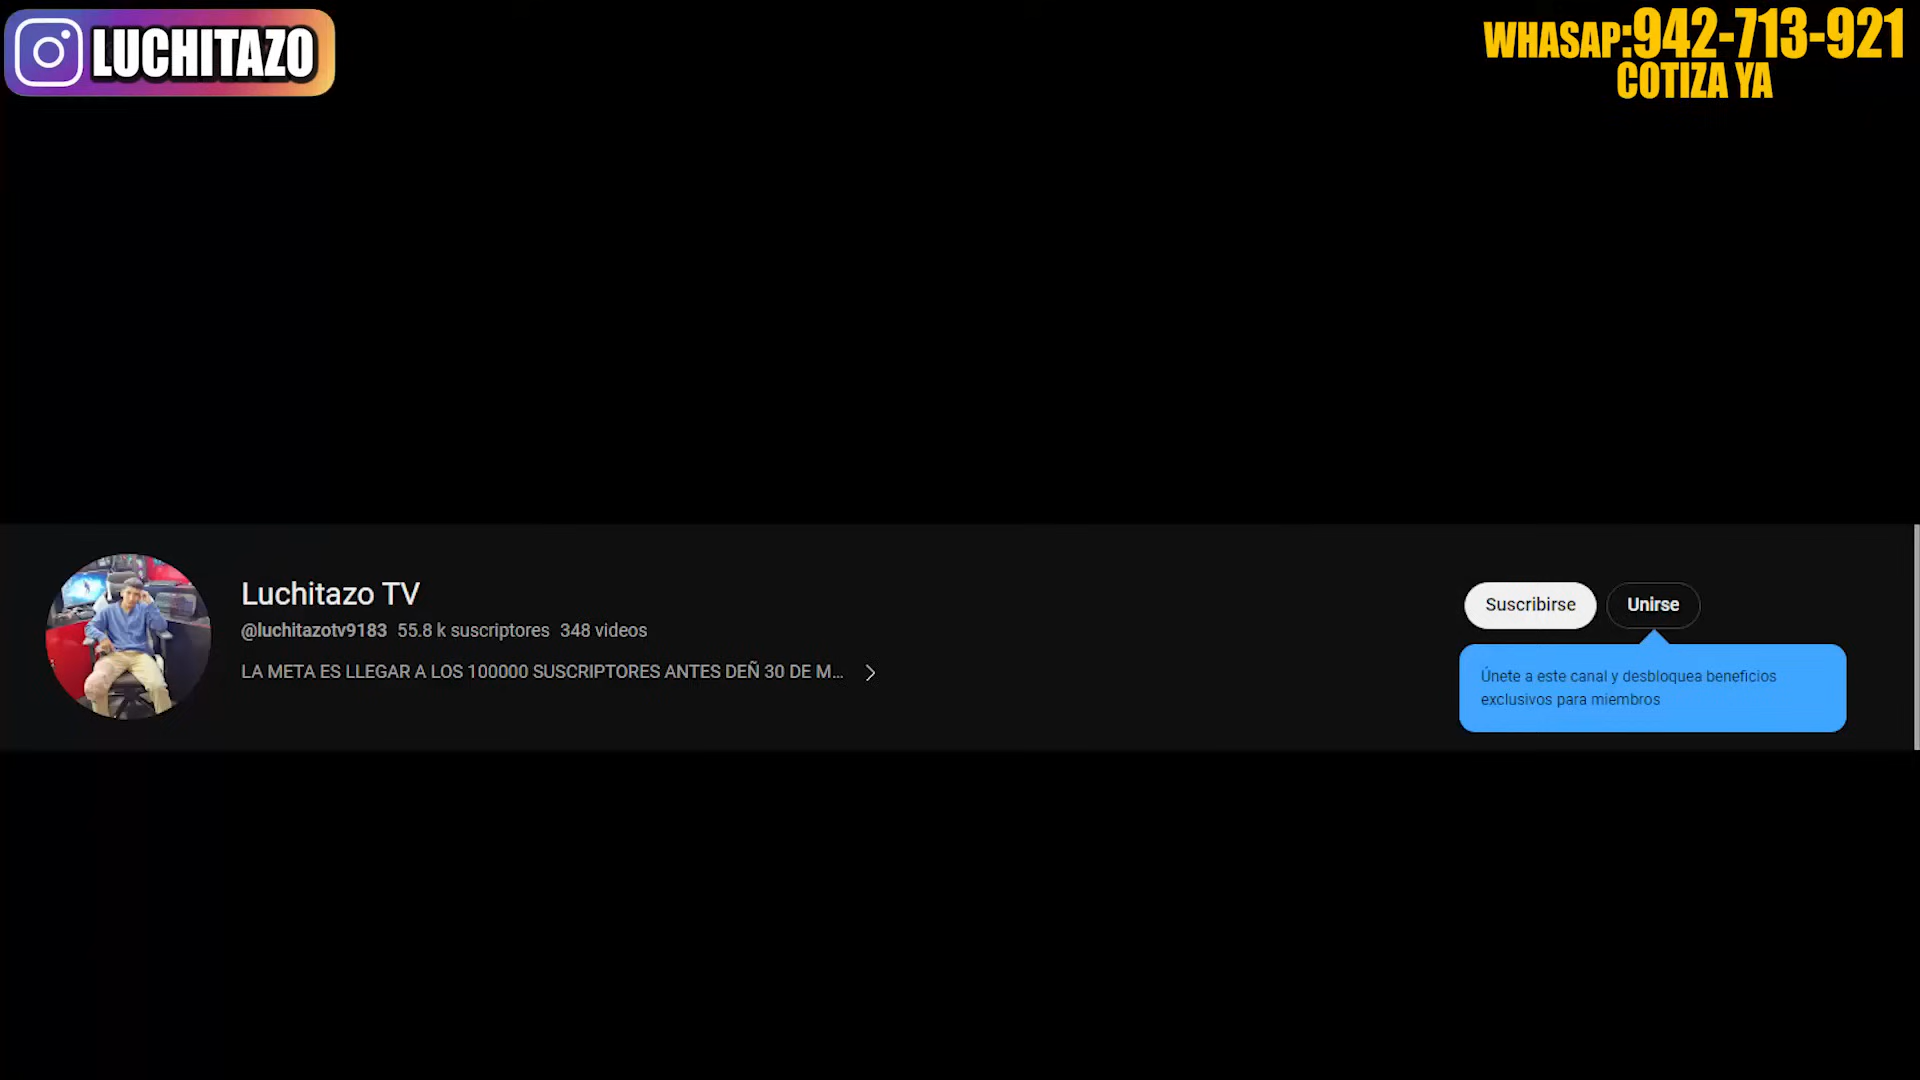 LUCHITAZO
WHASAP:942-713-921
COTIZA YA
Luchitazo TV
@luchitazotv9183 55.8 k suscriptores 348 videos
LA META ES LLEGAR A LOS 100000 SUSCRIPTORES ANTES DEÑ 30 DE M...
Suscribirse
Unirse
Únete a este canal y desbloquea beneficios
exclusivos para miembros